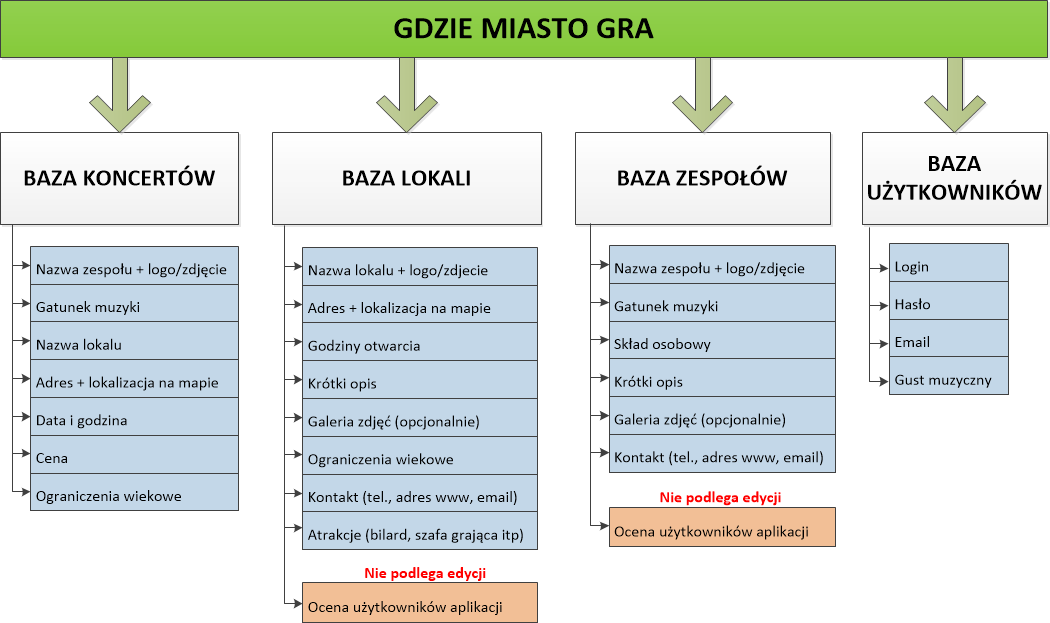 GDZIE MIASTO GRA
BAZA KONCERTÓW
Nazwa zespołu + logo/zdjęcie
Gatunek muzyki
Nazwa lokalu
Adres + lokalizacja na mapie
Data i godzina
Cena
Ograniczenia wiekowe
BAZA LOKALI
Nazwa lokalu + logo/zdjecie
Adres + lokalizacja na mapie
Godziny otwarcia
Krótki opis
Galeria zdjęć (opcjonalnie)
Ograniczenia wiekowe
Kontakt (tel., adres www, email)
Atrakcje (bilard, szafa grająca itp)
Nie podlega edycji
Ocena użytkowników aplikacji
BAZA ZESPOŁÓW
Nazwa zespołu + logo/zdjęcie
Gatunek muzyki
Skład osobowy
Krótki opis
Galeria zdjęć (opcjonalnie)
Kontakt (tel., adres www, email)
Nie podlega edycji
Ocena użytkowników aplikacji
BAZA
UŻYTKOWNIKÓW
Login
Hasło
Email
Gust muzyczny